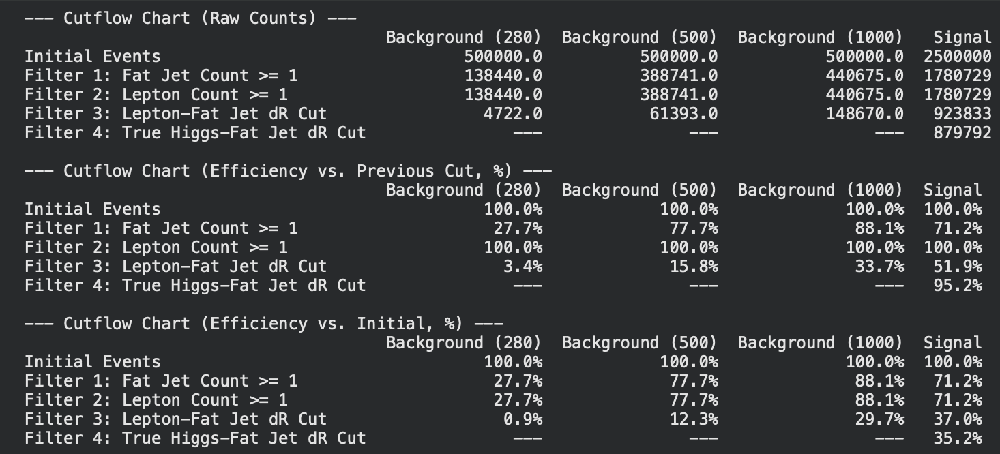 --- Cutflow Chart (Raw Counts) ---
Background (280) Background (500) Background (1000) Signal
Initial Events 500000.0 500000.0 500000.0 2500000
Filter 1: Fat Jet Count >= 1 138440.0 388741.0 440675.0 1780729
Filter 2: Lepton Count >= 1 138440.0 388741.0 440675.0 1780729
Filter 3: Lepton-Fat Jet dR Cut 4722.0 61393.0 148670.0 923833
Filter 4: True Higgs-Fat Jet dR Cut --- --- --- 879792
--- Cutflow Chart (Efficiency vs. Previous Cut, %) ---
Background (280) Background (500) Background (1000) Signal
Initial Events 100.0% 100.0% 100.0% 100.0%
Filter 1: Fat Jet Count >= 1 27.7% 77.7% 88.1% 71.2%
Filter 2: Lepton Count >= 1 100.0% 100.0% 100.0% 100.0%
Filter 3: Lepton-Fat Jet dR Cut 3.4% 15.8% 33.7% 51.9%
Filter 4: True Higgs-Fat Jet dR Cut --- --- --- 95.2%
--- Cutflow Chart (Efficiency vs. Initial, %) ---
Background (280) Background (500) Background (1000) Signal
Initial Events 100.0% 100.0% 100.0% 100.0%
Filter 1: Fat Jet Count >= 1 27.7% 77.7% 88.1% 71.2%
Filter 2: Lepton Count >= 1 27.7% 77.7% 88.1% 71.2%
Filter 3: Lepton-Fat Jet dR Cut 0.9% 12.3% 29.7% 37.0%
Filter 4: True Higgs-Fat Jet dR Cut --- --- --- 35.2%